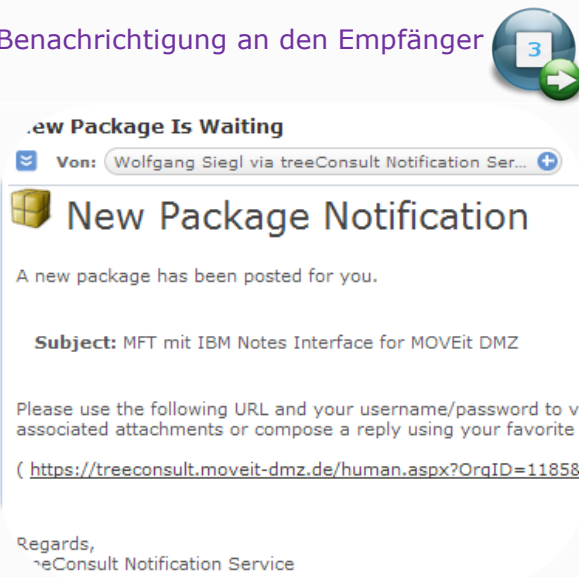 Benachrichtigung an den Empfänger
3
New Package Is Waiting
Von: Wolfgang Siegl via treeConsult Notification Ser...
New Package Notification
A new package has been posted for you.
Subject: MFT mit IBM Notes Interface for MOVEit DMZ
Please use the following URL and your username/password to
associated attachments or compose a reply using your favorite
( https://treeconsult.moveit-dmz.de/human.aspx?OrgID=11858
Regards,
treeConsult Notification Service